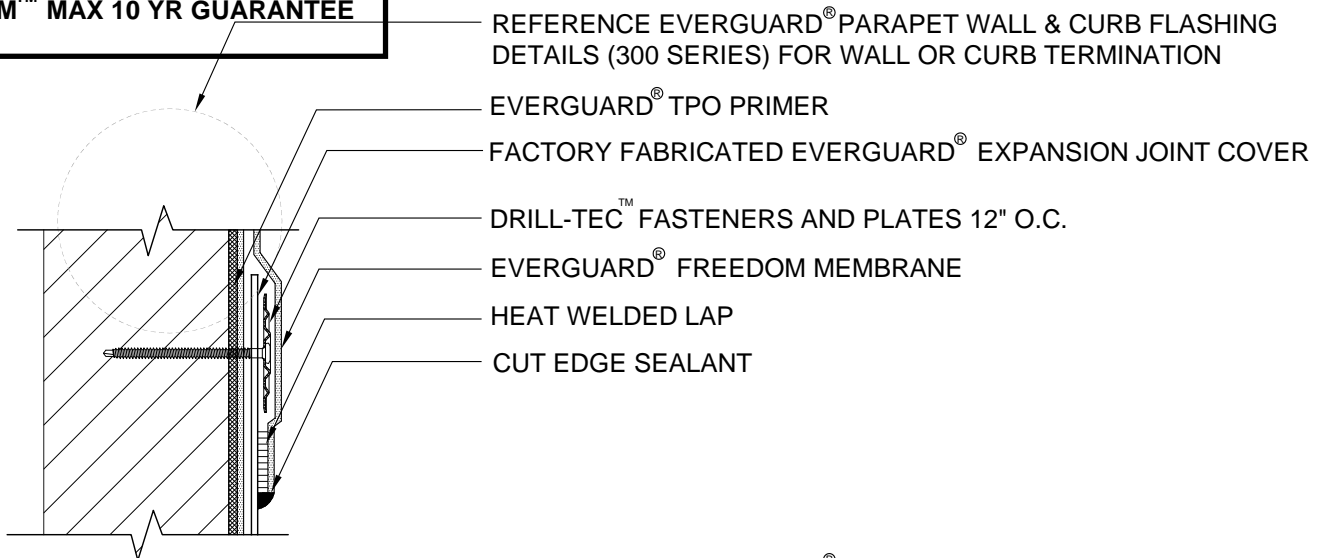 M™ MAX 10 YR GUARANTEE
REFERENCE EVERGUARD® PARAPET WALL & CURB FLASHING
DETAILS (300 SERIES) FOR WALL OR CURB TERMINATION
EVERGUARD® TPO PRIMER
FACTORY FABRICATED EVERGUARD® EXPANSION JOINT COVER
DRILL-TEC™ FASTENERS AND PLATES 12" O.C.
EVERGUARD® FREEDOM MEMBRANE
HEAT WELDED LAP
CUT EDGE SEALANT
®